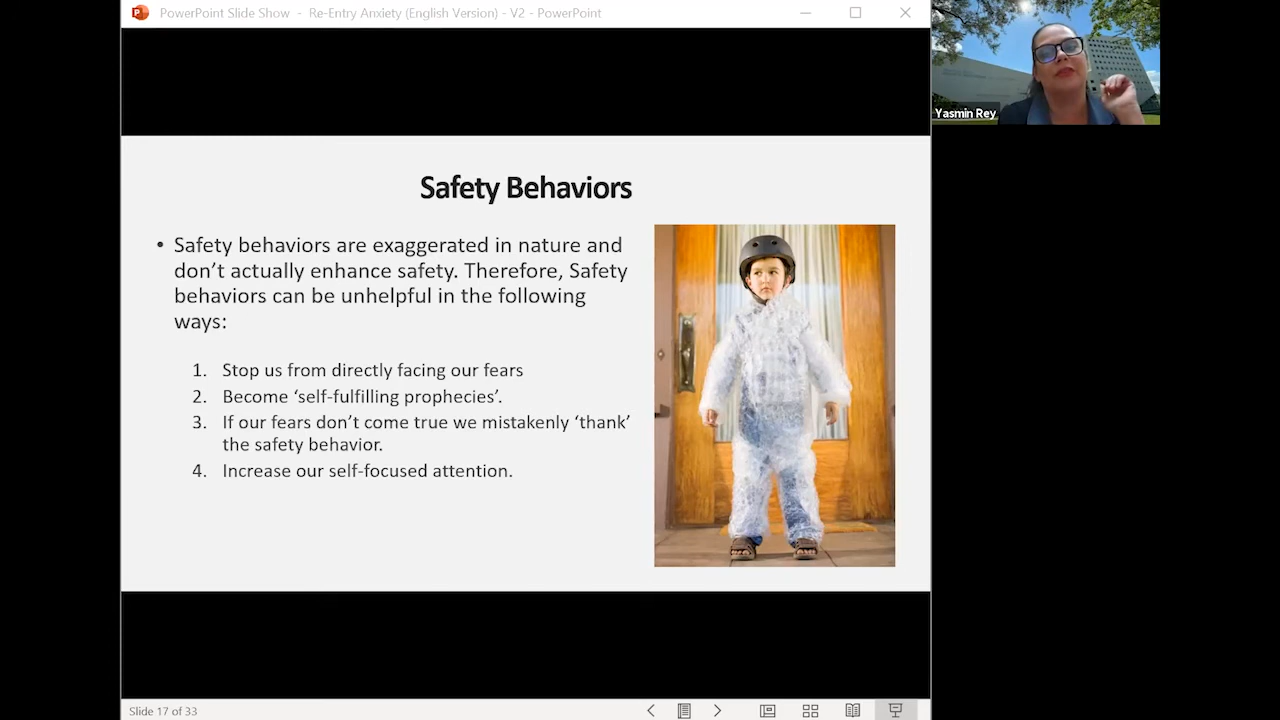 PowerPoint Slide Show - Re-Entry Anxiety (English Version) - V2 - PowerPoint
Yasmin Rey
Safety Behaviors
• Safety behaviors are exaggerated in nature and
don't actually enhance safety. Therefore, Safety
behaviors can be unhelpful in the following
ways:
1. Stop us from directly facing our fears
2. Become 'self-fulfilling prophecies'.
3. If our fears don't come true we mistakenly 'thank'
the safety behavior.
4. Increase our self-focused attention.
Slide 17 of 33